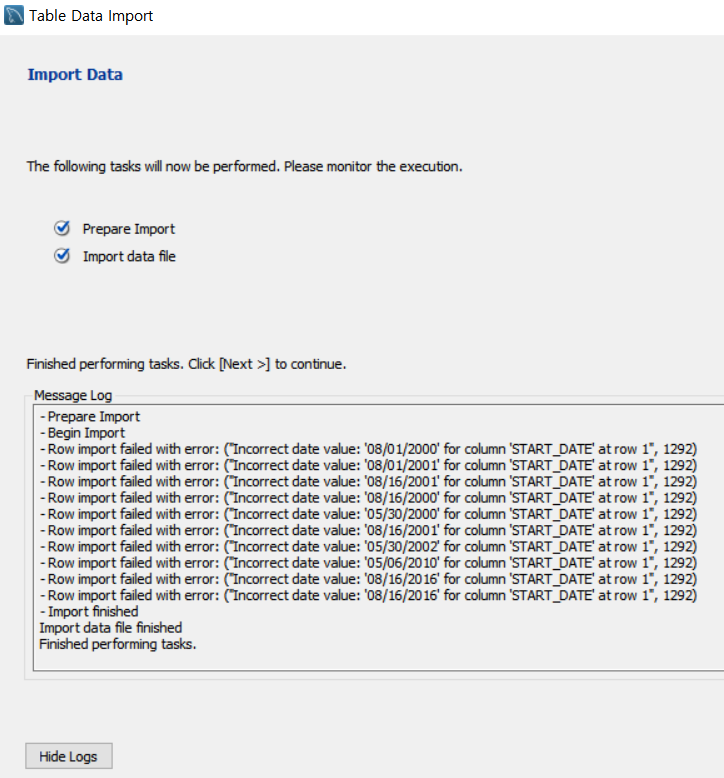 Table Data Import
Import Data
The following tasks will now be performed. Please monitor the execution.
Prepare Import
Import data file
Finished performing tasks. Click [Next >] to continue.
Message Log
- Prepare Import
- Begin Import
- Row import failed with error: ("Incorrect date value: '08/01/2000' for column 'START_DATE' at row 1", 1292)
- Row import failed with error: ("Incorrect date value: '08/01/2001' for column 'START_DATE' at row 1", 1292)
- Row import failed with error: ("Incorrect date value: '08/16/2001' for column 'START_DATE' at row 1", 1292)
- Row import failed with error: ("Incorrect date value: '08/16/2000' for column 'START_DATE' at row 1", 1292)
- Row import failed with error: ("Incorrect date value: '05/30/2000' for column 'START_DATE' at row 1", 1292)
- Row import failed with error: ("Incorrect date value: '08/16/2001' for column 'START_DATE' at row 1", 1292)
- Row import failed with error: ("Incorrect date value: '05/30/2002' for column 'START_DATE' at row 1", 1292)
- Row import failed with error: ("Incorrect date value: '05/06/2010' for column 'START_DATE' at row 1", 1292)
- Row import failed with error: ("Incorrect date value: '08/16/2016' for column 'START_DATE' at row 1", 1292)
- Row import failed with error: ("Incorrect date value: '08/16/2016' for column 'START_DATE' at row 1", 1292)
- Import finished
Import data file finished
Finished performing tasks.
Hide Logs